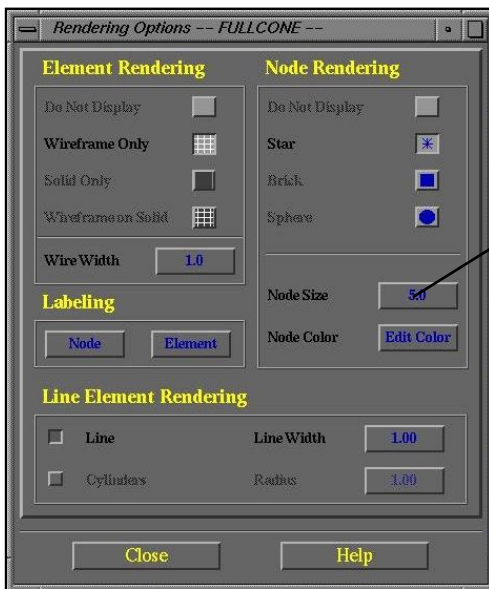 Rendering Options -- FULLCONE --
Element Rendering
Do Not Display
Wireframe Only
Solid Only
Wireframe on Solid
Wire Width 1.0
Labeling
Node Element
Node Rendering
Do Not Display
Star
Brick
Sphere
Node Size 5.0
Node Color Edit Color
Line Element Rendering
Line Line Width 1.00
Cylinders Radius 1.00
Close Help